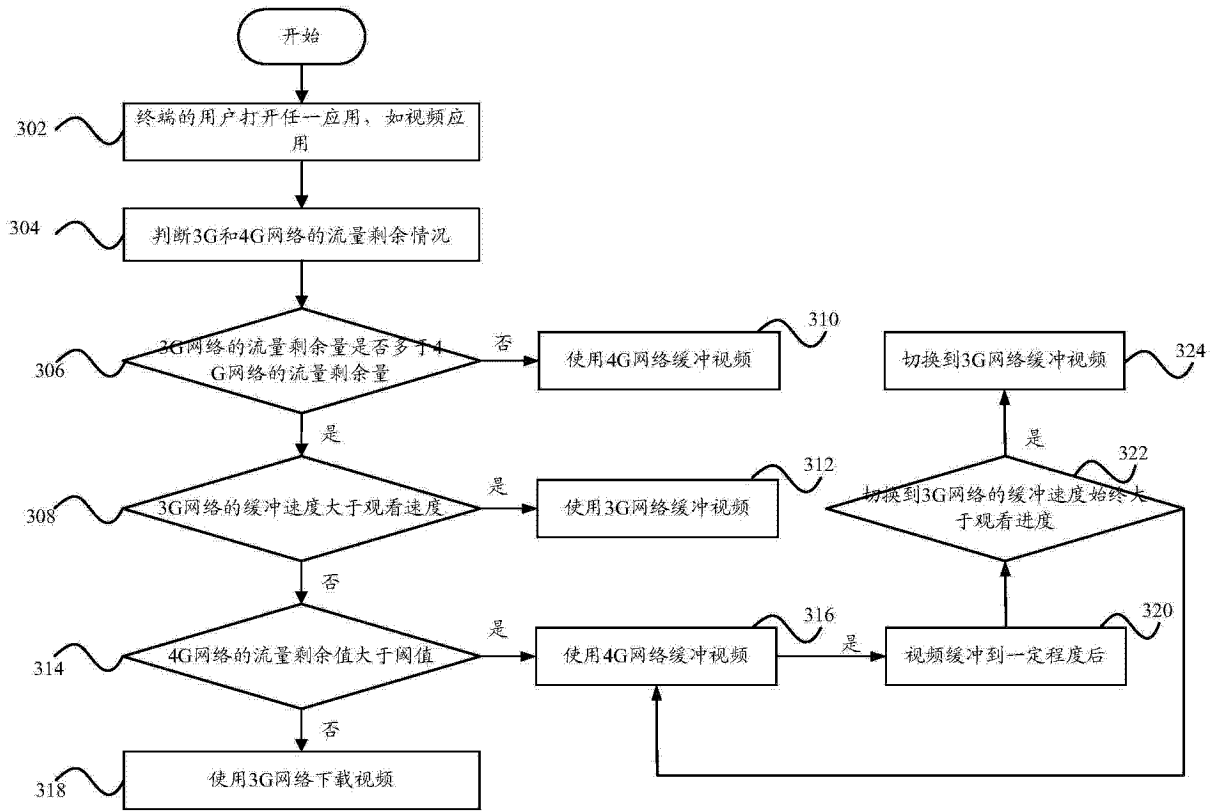 开始
302
终端的用户打开任一应用，如视频应
用
304
判断3G和4G网络的流量剩余情况
306
3G网络的流量剩余量是否多于4
G网络的流量剩余量
否
310
使用4G网络缓冲视频
切换到3G网络缓冲视频
324
是
是
308
3G网络的缓冲速度大于观看速度
是
312
使用3G网络缓冲视频
322
切换到3G网络的缓冲速度始终大
于观看进度
否
314
4G网络的流量剩余值大于阈值
是
316
使用4G网络缓冲视频
是
320
视频缓冲到一定程度后
否
318
使用3G网络下载视频